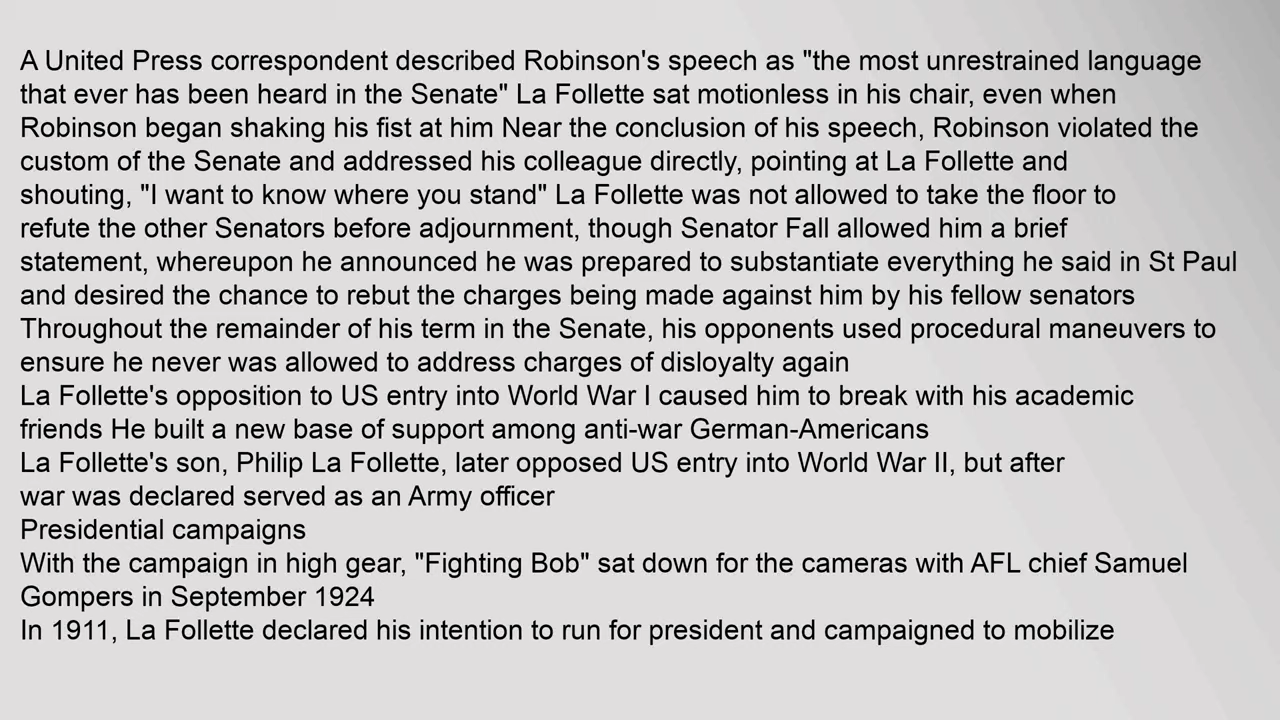 A United Press correspondent described Robinson's speech as "the most unrestrained language
that ever has been heard in the Senate" La Follette sat motionless in his chair, even when
Robinson began shaking his fist at him Near the conclusion of his speech, Robinson violated the
custom of the Senate and addressed his colleague directly, pointing at La Follette and
shouting, "I want to know where you stand" La Follette was not allowed to take the floor to
refute the other Senators before adjournment, though Senator Fall allowed him a brief
statement, whereupon he announced he was prepared to substantiate everything he said in St Paul
and desired the chance to rebut the charges being made against him by his fellow senators
Throughout the remainder of his term in the Senate, his opponents used procedural maneuvers to
ensure he never was allowed to address charges of disloyalty again
La Follette's opposition to US entry into World War I caused him to break with his academic
friends He built a new base of support among anti-war German-Americans
La Follette's son, Philip La Follette, later opposed US entry into World War II, but after
war was declared served as an Army officer
Presidential campaigns
With the campaign in high gear, "Fighting Bob" sat down for the cameras with AFL chief Samuel
Gompers in September 1924
In 1911, La Follette declared his intention to run for president and campaigned to mobilize